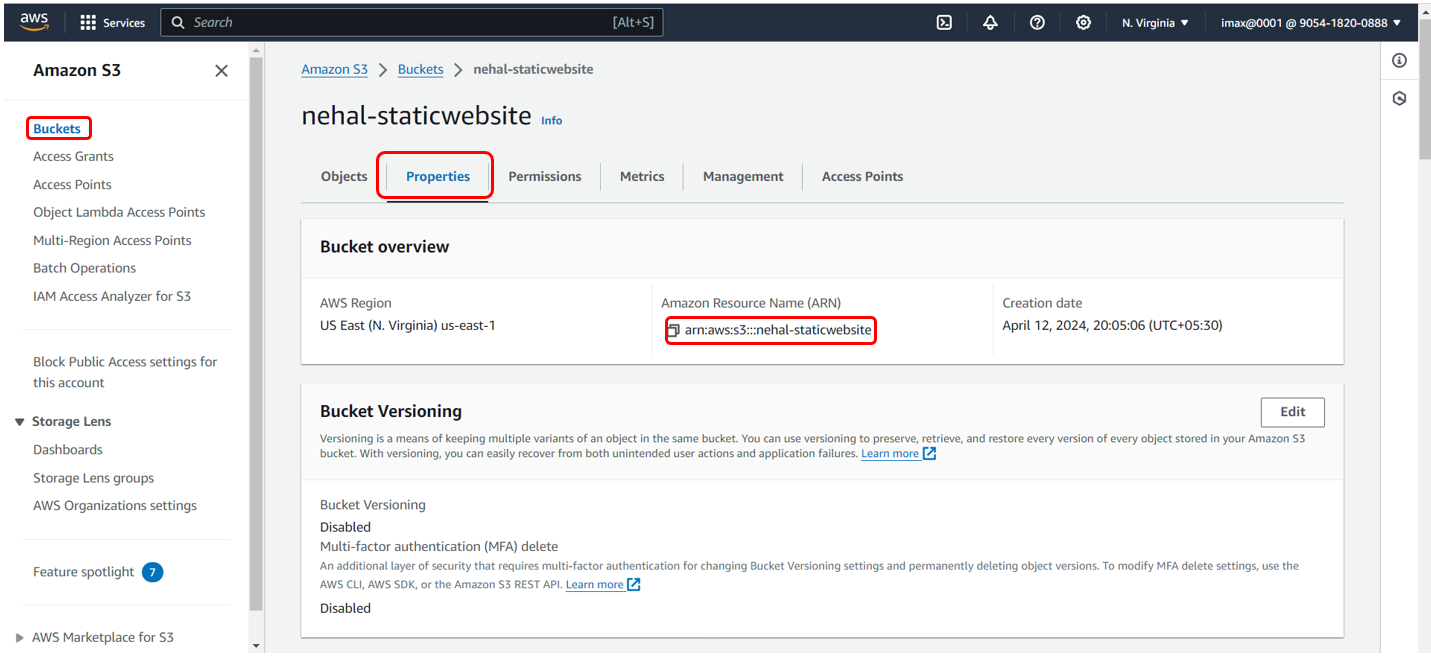 aws
Services
Search
[Alt+S]
N. Virginia
imax@0001 @ 9054-1820-0888
Amazon S3
Buckets
Access Grants
Access Points
Object Lambda Access Points
Multi-Region Access Points
Batch Operations
IAM Access Analyzer for S3
Block Public Access settings for
this account
Storage Lens
Dashboards
Storage Lens groups
AWS Organizations settings
Feature spotlight 7
AWS Marketplace for S3
Amazon S3 > Buckets > nehal-staticwebsite
nehal-staticwebsite Info
Objects
Properties
Permissions
Metrics
Management
Access Points
Bucket overview
AWS Region
US East (N. Virginia) us-east-1
Amazon Resource Name (ARN)
arn:aws:s3:::nehal-staticwebsite
Creation date
April 12, 2024, 20:05:06 (UTC+05:30)
Bucket Versioning
Edit
Versioning is a means of keeping multiple variants of an object in the same bucket. You can use versioning to preserve, retrieve, and restore every version of every object stored in your Amazon S3
bucket. With versioning, you can easily recover from both unintended user actions and application failures. Learn more
Bucket Versioning
Disabled
Multi-factor authentication (MFA) delete
An additional layer of security that requires multi-factor authentication for changing Bucket Versioning settings and permanently deleting object versions. To modify MFA delete settings, use the
AWS CLI, AWS SDK, or the Amazon S3 REST API. Learn more
Disabled